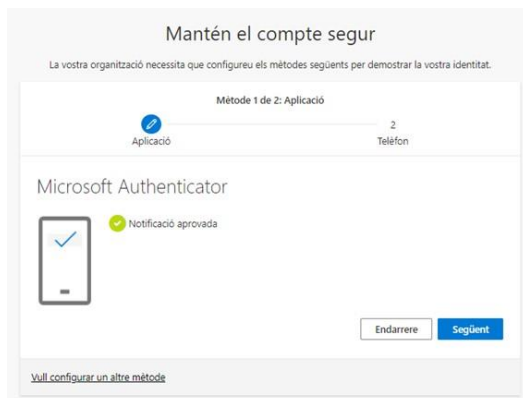 Mantén el compte segur
La vostra organització necessita que configureu els mètodes següents per demostrar la vostra identitat.
Mètode 1 de 2: Aplicació
2
Aplicació
Telèfon
Microsoft Authenticator
Notificació aprovada
Endarrere
Següent
Vull configurar un altre mètode